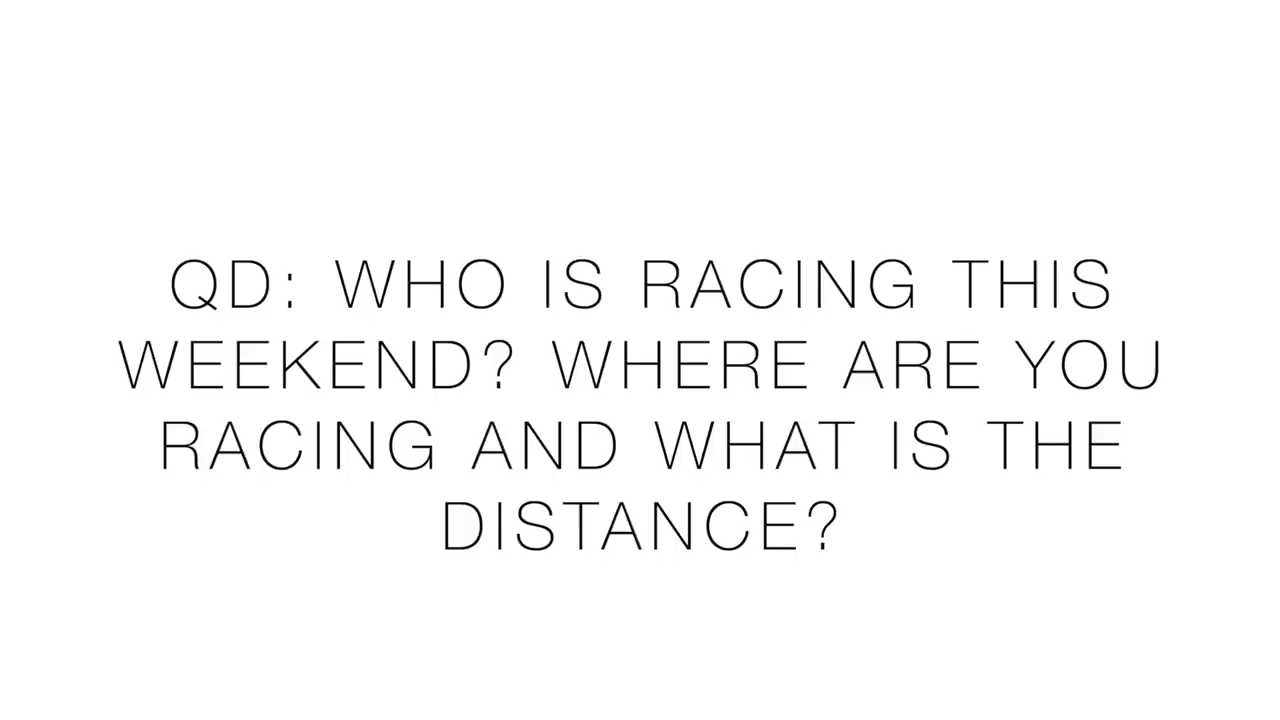 QD: WHO IS RACING THIS
WEEKEND? WHERE ARE YOU
RACING AND WHAT IS THE
DISTANCE?